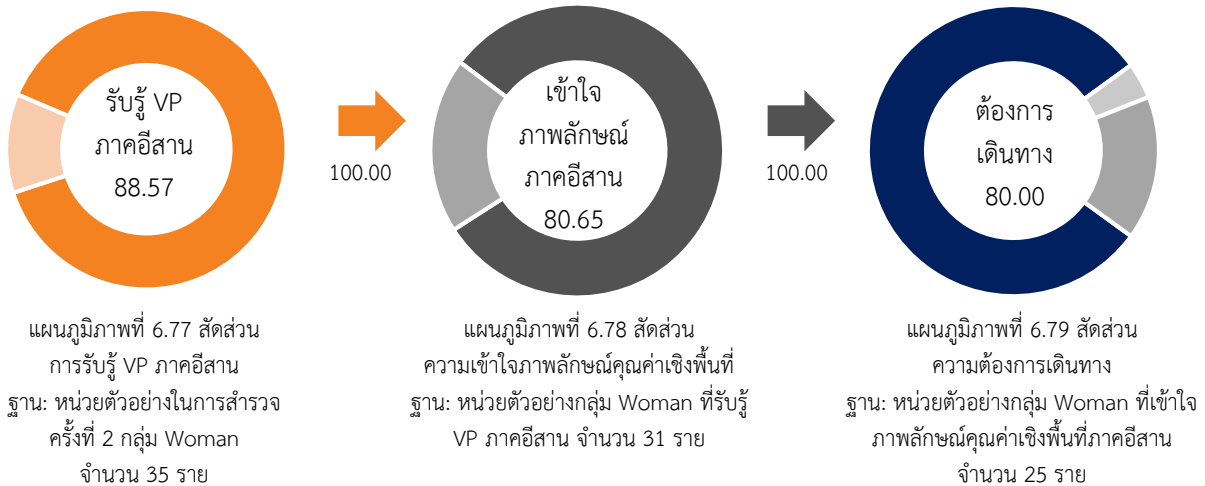 รับรู้ VP
ภาคอีสาน
88.57
100.00
เข้าใจ
ภาพลักษณ์
ภาคอีสาน
80.65
100.00
ต้องการ
เดินทาง
80.00
แผนภูมิภาพที่ 6.77 สัดส่วน
การรับรู้ VP ภาคอีสาน
ฐาน: หน่วยตัวอย่างในการสำรวจ
ครั้งที่ 2 กลุ่ม Woman
จำนวน 35 ราย
แผนภูมิภาพที่ 6.78 สัดส่วน
ความเข้าใจภาพลักษณ์คุณค่าเชิงพื้นที่
ฐาน: หน่วยตัวอย่างกลุ่ม Woman ที่รับรู้
VP ภาคอีสาน จำนวน 31 ราย
แผนภูมิภาพที่ 6.79 สัดส่วน
ความต้องการเดินทาง
ฐาน: หน่วยตัวอย่างกลุ่ม Woman ที่เข้าใจ
ภาพลักษณ์คุณค่าเชิงพื้นที่ภาคอีสาน
จำนวน 25 ราย